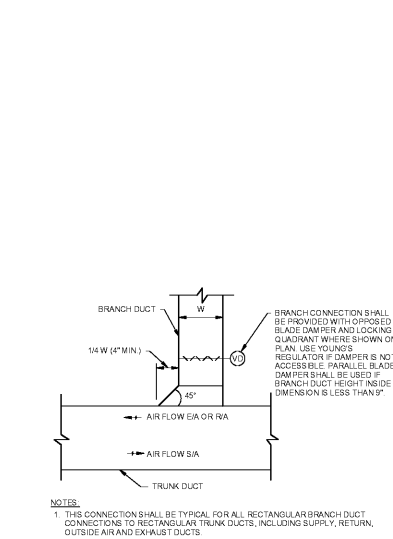 BRANCH DUCT
W
1/4 W (4" MIN.)
BRANCH CONNECTION SHALL
BE PROVIDED WITH OPPOSED
BLADE DAMPER AND LOCKING
QUADRANT WHERE SHOWN ON
PLAN. USE YOUNG'S
REGULATOR IF DAMPER IS NOT
ACCESSIBLE. PARALLEL BLADE
DAMPER SHALL BE USED IF
BRANCH DUCT HEIGHT INSIDE
DIMENSION IS LESS THAN 9".
VD
45°
AIR FLOW E/A OR R/A
AIR FLOW S/A
TRUNK DUCT
NOTES:
1. THIS CONNECTION SHALL BE TYPICAL FOR ALL RECTANGULAR BRANCH DUCT
CONNECTIONS TO RECTANGULAR TRUNK DUCTS, INCLUDING SUPPLY, RETURN,
OUTSIDE AIR AND EXHAUST DUCTS.